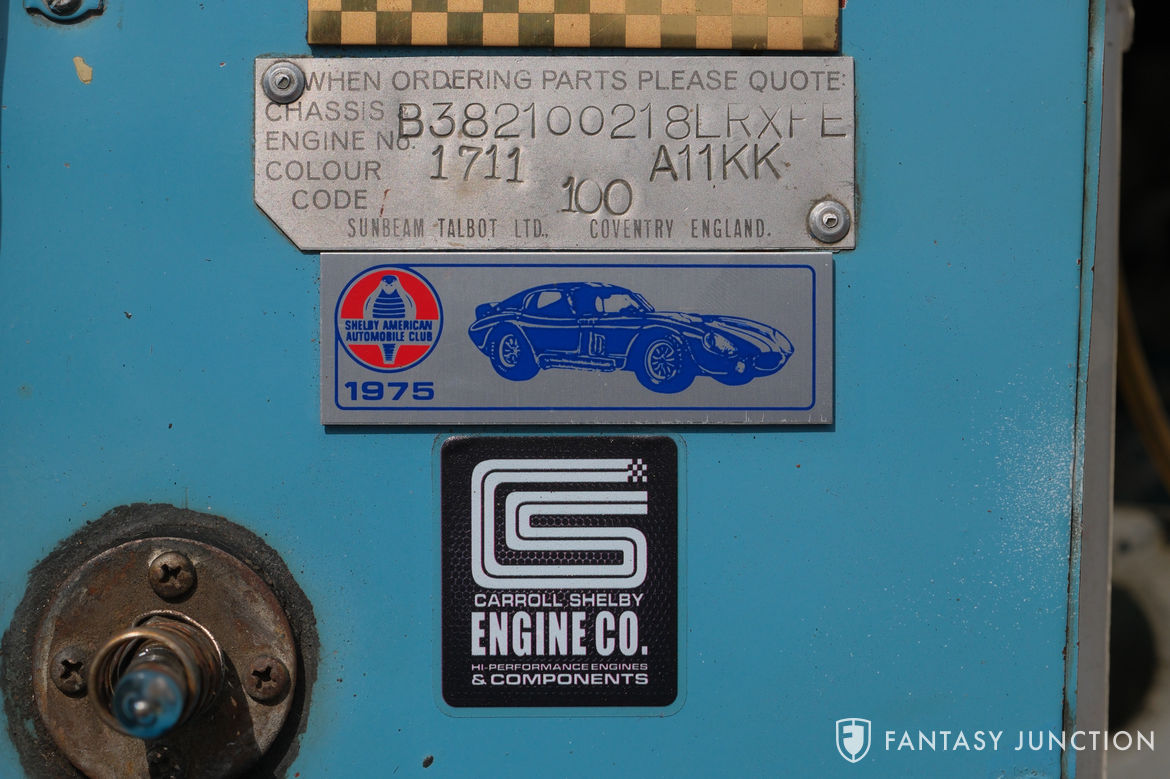 WHEN ORDERING PARTS PLEASE QUOTE:
CHASSIS B382100218LRXFE
ENGINE No.
1711 A11KK
COLOUR
CODE 100
SUNBEAM TALBOT LTD., COVENTRY ENGLAND.
SHELBY AMERICAN
AUTOMOBILE CLUB
1975
CARROLL SHELBY
ENGINE CO.
HI-PERFORMANCE ENGINES
& COMPONENTS
FANTASY JUNCTION